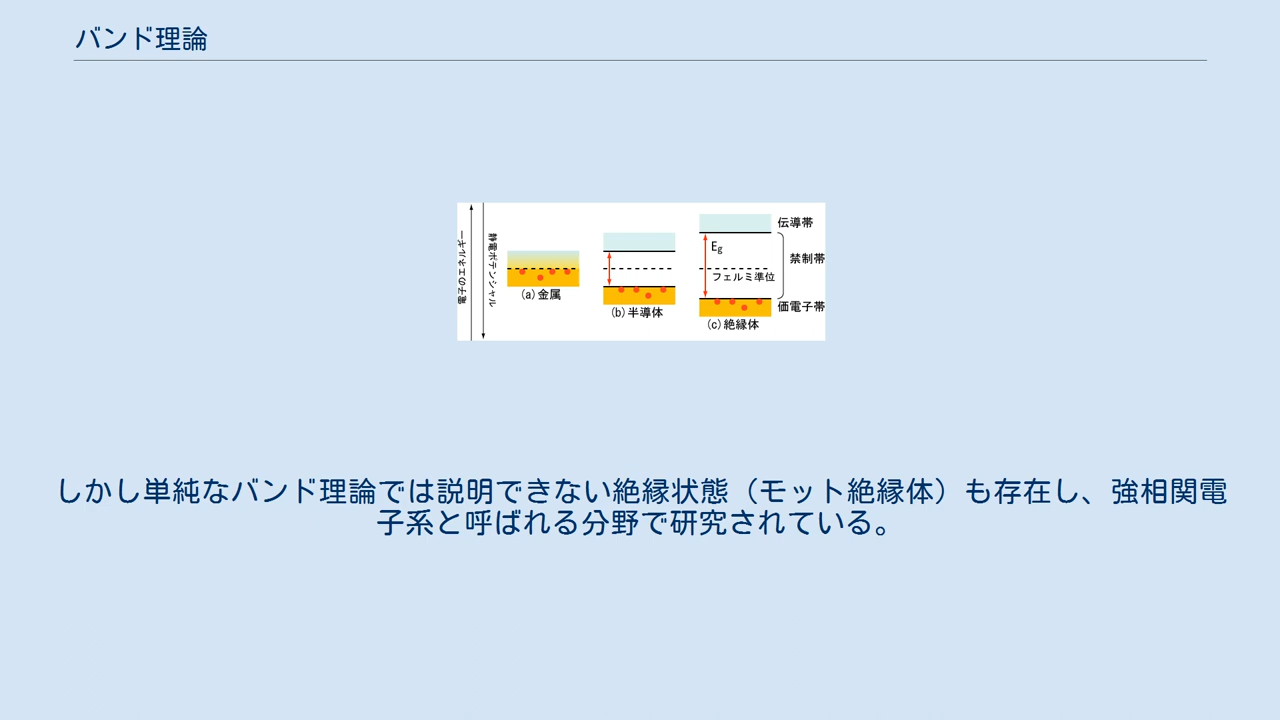 バンド理論
電子のエネルギー
静電ポテンシャル
(a)金属
(b)半導体
(c)絶縁体
Eg
フェルミ準位
伝導帯
禁制帯
価電子帯
しかし単純なバンド理論では説明できない絶縁状態（モット絶縁体）も存在し、強相関電
子系と呼ばれる分野で研究されている。